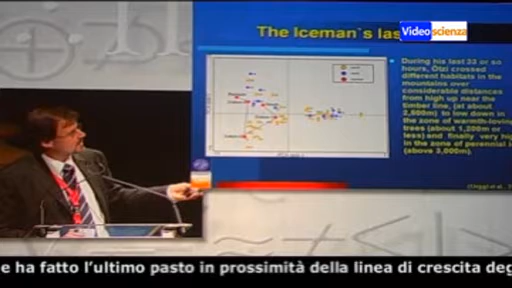 The Iceman`s las
Videoscienza
During his last 33 or so
hours, Ötzi crossed
different habitats in the
mountains over
considerable distances
from high up near the
timber line, (at about
2,500m) to low down in
the zone of warmth-loving
trees (about 1,200m or
less) and finally very hig
in the zone of perennial i
(above 3,000m).
e ha fatto l'ultimo pasto in prossimità della linea di crescita deg